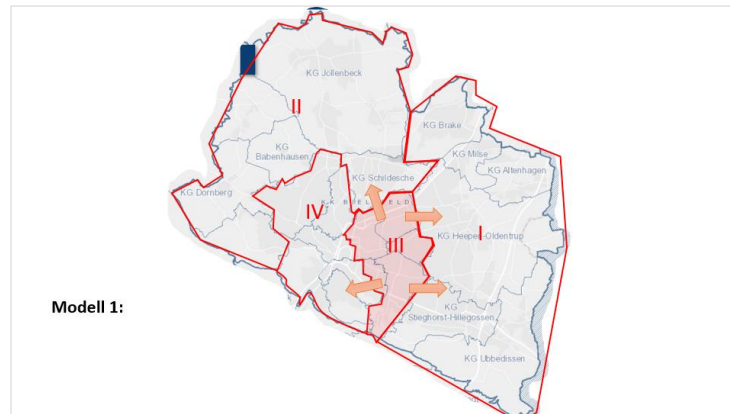 KG Jöllenbeck
II
KG Brake
KG
Babenhausen
KG Milse
KG Altenhagen
KG Schildesche
KG Dornberg
IV
III
I
KG Heepen-Oldentrup
Modell 1:
KG
Stieghorst-Hillegossen
KG Ubbedissen